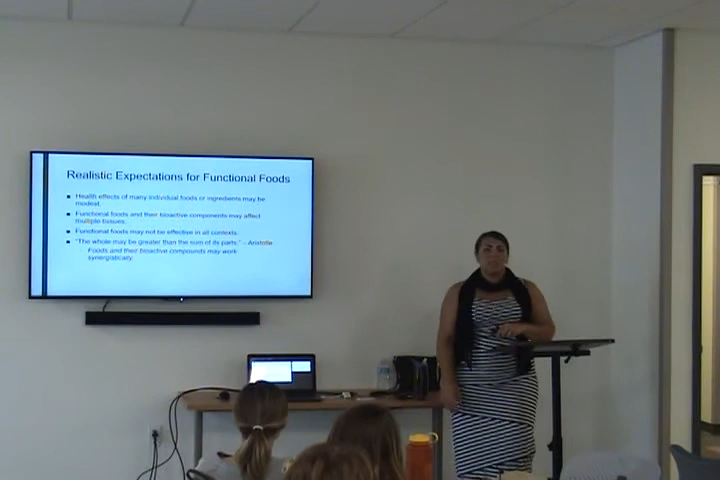 Realistic Expectations for Functional Foods
Health effects of many individual foods or ingredients may be
modest.
Functional foods and their bioactive components may affect
multiple tissues.
Functional foods may not be effective in all contexts.
"The whole may be greater than the sum of its parts." – Aristotle
Foods and their bioactive compounds may work
synergistically.